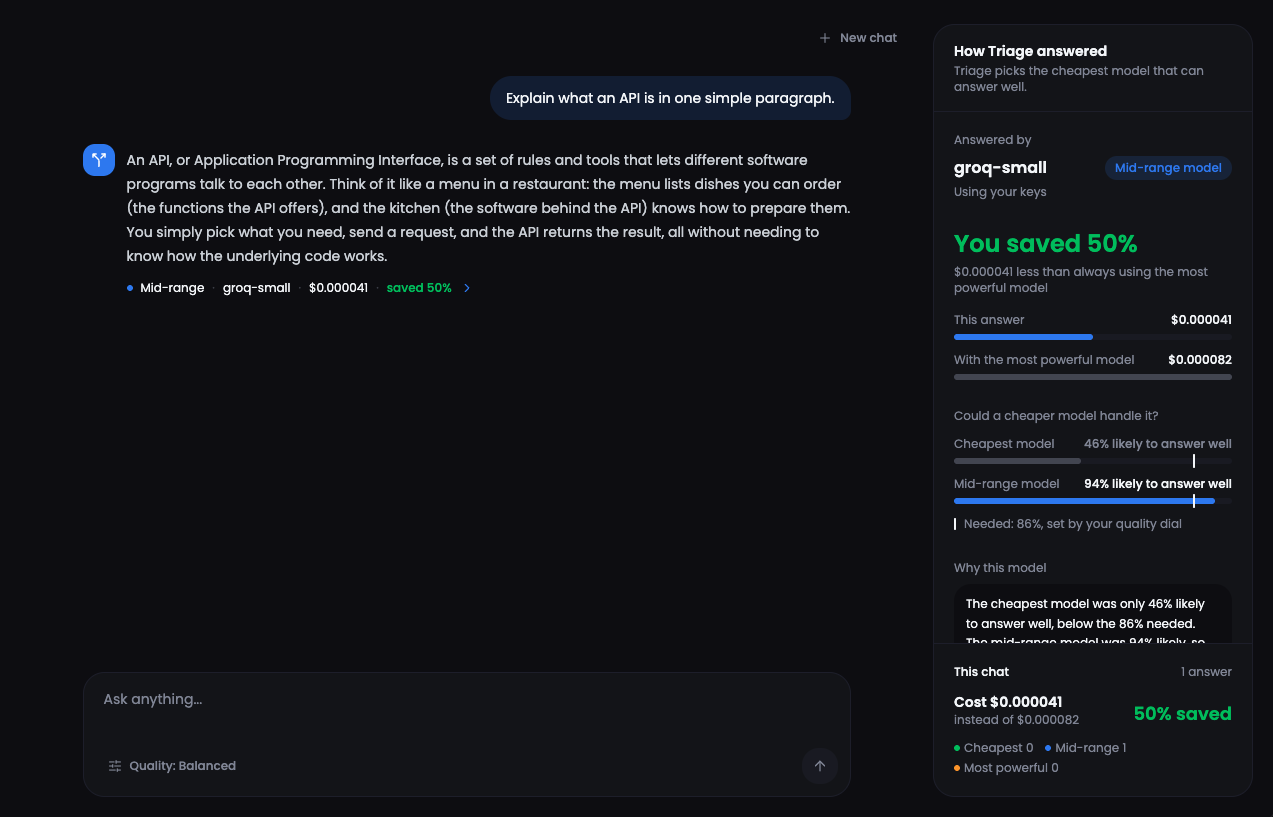 New chat
Explain what an API is in one simple paragraph.
An API, or Application Programming Interface, is a set of rules and tools that lets different software
programs talk to each other. Think of it like a menu in a restaurant: the menu lists dishes you can order
(the functions the API offers), and the kitchen (the software behind the API) knows how to prepare them.
You simply pick what you need, send a request, and the API returns the result, all without needing to
know how the underlying code works.
Mid-range · groq-small · $0.000041 · saved 50%
Ask anything...
Quality: Balanced
How Triage answered
Triage picks the cheapest model that can
answer well.
Answered by
groq-small Mid-range model
Using your keys
You saved 50%
$0.000041 less than always using the most
powerful model
This answer $0.000041
With the most powerful model $0.000082
Could a cheaper model handle it?
Cheapest model 46% likely to answer well
Mid-range model 94% likely to answer well
Needed: 86%, set by your quality dial
Why this model
The cheapest model was only 46% likely
to answer well, below the 86% needed.
The mid-range model was 94% likely, so
This chat 1 answer
Cost $0.000041
instead of $0.000082
50% saved
Cheapest 0 Mid-range 1
Most powerful 0